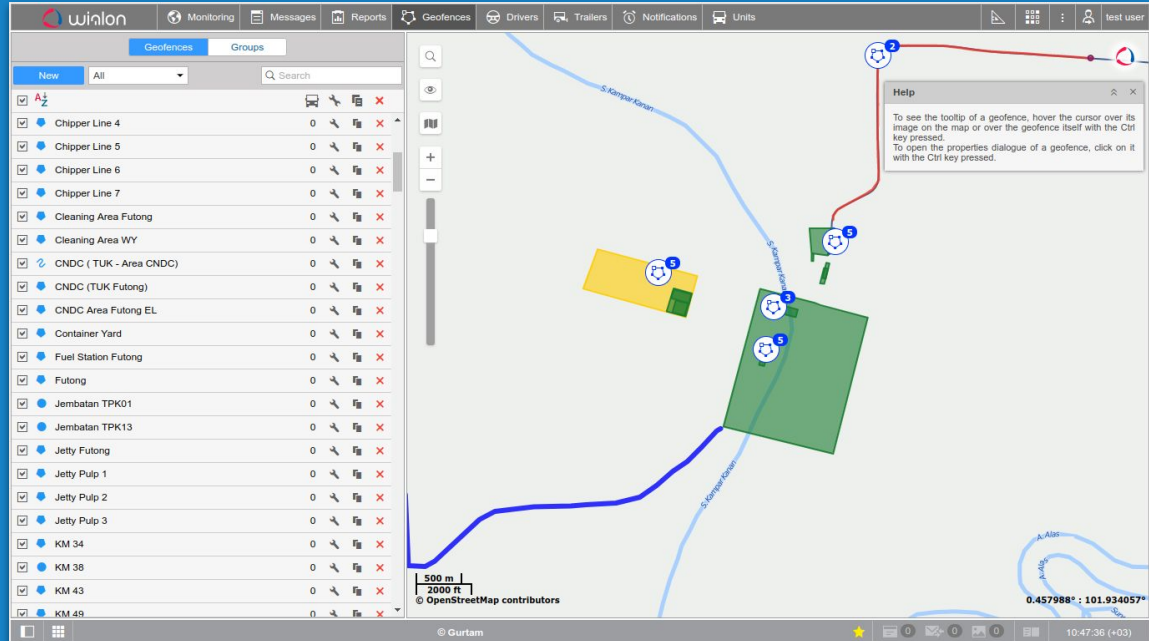 wialon
Monitoring
Messages
Reports
Geofences
Drivers
Trailers
Notifications
Units
test user
Geofences
Groups
New
All
Search
Chipper Line 4 0
Chipper Line 5 0
Chipper Line 6 0
Chipper Line 7 0
Cleaning Area Futong 0
Cleaning Area WY 0
CNDC ( TUK - Area CNDC) 0
CNDC (TUK Futong) 0
CNDC Area Futong EL 0
Container Yard 0
Fuel Station Futong 0
Futong 0
Jembatan TPK01 0
Jembatan TPK13 0
Jetty Futong 0
Jetty Pulp 1 0
Jetty Pulp 2 0
Jetty Pulp 3 0
KM 34 0
KM 38 0
KM 43 0
KM 49 0
2
Help
To see the tooltip of a geofence, hover the cursor over its
image on the map or over the geofence itself with the Ctrl
key pressed.
To open the properties dialogue of a geofence, click on it
with the Ctrl key pressed.
S. Kampar Kanan
5
5
S. Kampar Kanan
3
5
S. Kampar Kanan
A. Alas
A. Alas
500 m
2000 ft
© OpenStreetMap contributors
0.457988° : 101.934057°
© Gurtam
0
0
0
10:47:36 (+03)